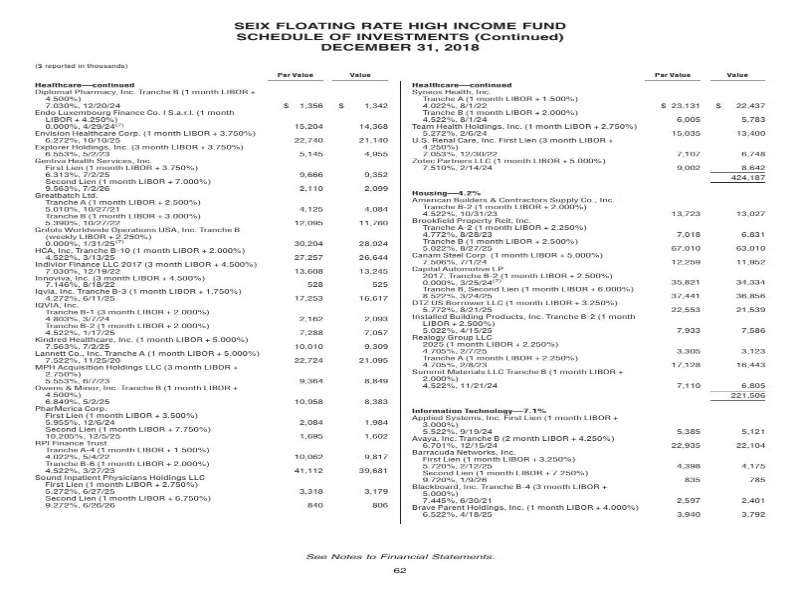 SEIX FLOATING RATE HIGH INCOME FUND
SCHEDULE OF INVESTMENTS (Continued)
DECEMBER 31, 2018
($ reported in thousands)
Par Value Value
Healthcare—continued
Diplomat Pharmacy, Inc. Tranche B (1 month LIBOR +
4.500%)
7.030%, 12/20/24 $ 1,356 $ 1,342
Endo Luxembourg Finance Co. I S.a.r.l. (1 month
LIBOR + 4.250%)
0.000%, 4/29/24(7) 15,204 14,368
Envision Healthcare Corp. (1 month LIBOR + 3.750%)
6.272%, 10/10/25 22,740 21,140
Explorer Holdings, Inc. (3 month LIBOR + 3.750%)
6.553%, 5/2/23 5,145 4,955
Gentiva Health Services, Inc.
First Lien (1 month LIBOR + 3.750%)
6.313%, 7/2/25 9,666 9,352
Second Lien (1 month LIBOR + 7.000%)
9.563%, 7/2/26 2,110 2,099
Greatbatch Ltd.
Tranche A (1 month LIBOR + 2.500%)
5.010%, 10/27/21 4,125 4,084
Tranche B (1 month LIBOR + 3.000%)
5.390%, 10/27/22 12,095 11,760
Grifols Worldwide Operations USA, Inc. Tranche B
(weekly LIBOR + 2.250%)
0.000%, 1/31/25(7) 30,204 28,924
HCA, Inc. Tranche B-10 (1 month LIBOR + 2.000%)
4.522%, 3/13/25 27,257 26,644
Indivior Finance LLC 2017 (3 month LIBOR + 4.500%)
7.030%, 12/19/22 13,608 13,245
Innoviva, Inc. (3 month LIBOR + 4.500%)
7.146%, 8/18/22 528 525
Iqvia, Inc. Tranche B-3 (1 month LIBOR + 1.750%)
4.272%, 6/11/25 17,253 16,617
IQVIA, Inc.
Tranche B-1 (3 month LIBOR + 2.000%)
4.803%, 3/7/24 2,162 2,093
Tranche B-2 (1 month LIBOR + 2.000%)
4.522%, 1/17/25 7,288 7,057
Kindred Healthcare, Inc. (1 month LIBOR + 5.000%)
7.563%, 7/2/25 10,010 9,309
Lannett Co., Inc. Tranche A (1 month LIBOR + 5.000%)
7.522%, 11/25/20 22,724 21,095
MPH Acquisition Holdings LLC (3 month LIBOR +
2.750%)
5.553%, 6/7/23 9,364 8,849
Owens & Minor, Inc. Tranche B (1 month LIBOR +
4.500%)
6.849%, 5/2/25 10,958 8,383
PharMerica Corp.
First Lien (1 month LIBOR + 3.500%)
5.955%, 12/6/24 2,084 1,984
Second Lien (1 month LIBOR + 7.750%)
10.205%, 12/5/25 1,695 1,602
RPI Finance Trust
Tranche A-4 (1 month LIBOR + 1.500%)
4.022%, 5/4/22 10,062 9,817
Tranche B-6 (1 month LIBOR + 2.000%)
4.522%, 3/27/23 41,112 39,681
Sound Inpatient Physicians Holdings LLC
First Lien (1 month LIBOR + 2.750%)
5.272%, 6/27/25 3,318 3,179
Second Lien (1 month LIBOR + 6.750%)
9.272%, 6/26/26 840 806
Par Value Value
Healthcare—continued
Syneos Health, Inc.
Tranche A (1 month LIBOR + 1.500%)
4.022%, 8/1/22 $ 23,131 $ 22,437
Tranche B (1 month LIBOR + 2.000%)
4.522%, 8/1/24 6,005 5,783
Team Health Holdings, Inc. (1 month LIBOR + 2.750%)
5.272%, 2/6/24 15,035 13,400
U.S. Renal Care, Inc. First Lien (3 month LIBOR +
4.250%)
7.053%, 12/30/22 7,107 6,748
Zotec Partners LLC (1 month LIBOR + 5.000%)
7.510%, 2/14/24 9,002 8,642
424,187
Housing—4.2%
American Builders & Contractors Supply Co., Inc.
Tranche B-2 (1 month LIBOR + 2.000%)
4.522%, 10/31/23 13,723 13,027
Brookfield Property Reit, Inc.
Tranche A-2 (1 month LIBOR + 2.250%)
4.772%, 8/28/23 7,018 6,831
Tranche B (1 month LIBOR + 2.500%)
5.022%, 8/27/25 67,010 63,010
Canam Steel Corp. (1 month LIBOR + 5.000%)
7.506%, 7/1/24 12,259 11,952
Capital Automotive LP
2017, Tranche B-2 (1 month LIBOR + 2.500%)
0.000%, 3/25/24(7) 35,821 34,334
Tranche B, Second Lien (1 month LIBOR + 6.000%)
8.522%, 3/24/25 37,441 36,856
DTZ US Borrower LLC (1 month LIBOR + 3.250%)
5.772%, 8/21/25 22,553 21,539
Installed Building Products, Inc. Tranche B-2 (1 month
LIBOR + 2.500%)
5.022%, 4/15/25 7,933 7,586
Realogy Group LLC
2025 (1 month LIBOR + 2.250%)
4.705%, 2/7/25 3,305 3,123
Tranche A (1 month LIBOR + 2.250%)
4.705%, 2/8/23 17,128 16,443
Summit Materials LLC Tranche B (1 month LIBOR +
2.000%)
4.522%, 11/21/24 7,110 6,805
221,506
Information Technology—7.1%
Applied Systems, Inc. First Lien (1 month LIBOR +
3.000%)
5.522%, 9/19/24 5,385 5,121
Avaya, Inc. Tranche B (2 month LIBOR + 4.250%)
6.701%, 12/15/24 22,935 22,104
Barracuda Networks, Inc.
First Lien (1 month LIBOR + 3.250%)
5.720%, 2/12/25 4,398 4,175
Second Lien (1 month LIBOR + 7.250%)
9.720%, 1/9/26 835 785
Blackboard, Inc. Tranche B-4 (3 month LIBOR +
5.000%)
7.445%, 6/30/21 2,597 2,401
Brave Parent Holdings, Inc. (1 month LIBOR + 4.000%)
6.522%, 4/18/25 3,940 3,792
See Notes to Financial Statements.
62